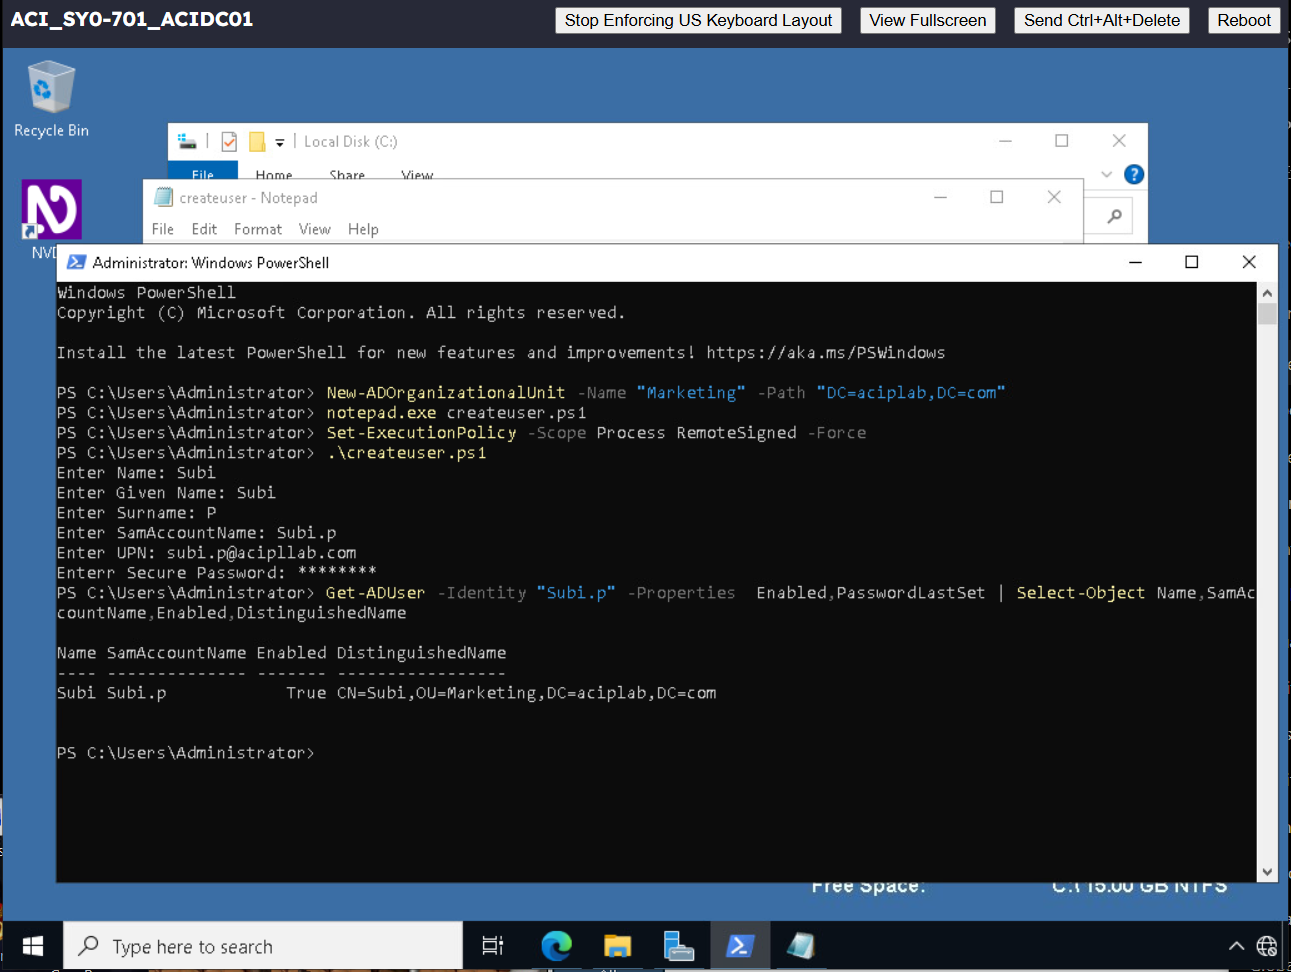 ACI_SY0-701_ACIDC01
Stop Enforcing US Keyboard Layout
View Fullscreen
Send Ctrl+Alt+Delete
Reboot
Recycle Bin
Local Disk (C:)
File Home Share View
createuser - Notepad
File Edit Format View Help
Administrator: Windows PowerShell
Windows PowerShell
Copyright (C) Microsoft Corporation. All rights reserved.
Install the latest PowerShell for new features and improvements! https://aka.ms/PSWindows
PS C:\Users\Administrator> New-ADOrganizationalUnit -Name "Marketing" -Path "DC=aciplab,DC=com"
PS C:\Users\Administrator> notepad.exe createuser.ps1
PS C:\Users\Administrator> Set-ExecutionPolicy -Scope Process RemoteSigned -Force
PS C:\Users\Administrator> .\createuser.ps1
Enter Name: Subi
Enter Given Name: Subi
Enter Surname: P
Enter SamAccountName: Subi.p
Enter UPN: subi.p@acipllab.com
Enterr Secure Password: ********
PS C:\Users\Administrator> Get-ADUser -Identity "Subi.p" -Properties  Enabled,PasswordLastSet | Select-Object Name,SamAc
countName,Enabled,DistinguishedName
Name SamAccountName Enabled DistinguishedName
---- -------------- ------- -----------------
Subi Subi.p            True CN=Subi,OU=Marketing,DC=aciplab,DC=com
PS C:\Users\Administrator>
Free Space: C:\ 15.00 GB NTFS
Type here to search